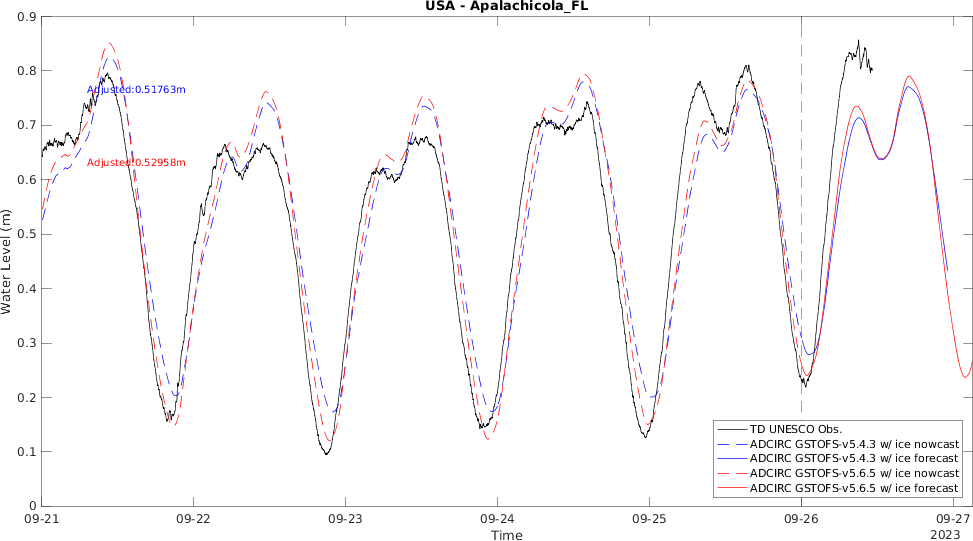 USA - Apalachicola_FL
0.9
0.8
0.7
0.6
0.5
0.4
0.3
0.2
0.1
0
Water Level (m)
Adjusted:0.51763m
Adjusted:0.52958m
TD UNESCO Obs.
ADCIRC GSTOFS-v5.4.3 w/ ice nowcast
ADCIRC GSTOFS-v5.4.3 w/ ice forecast
ADCIRC GSTOFS-v5.6.5 w/ ice nowcast
ADCIRC GSTOFS-v5.6.5 w/ ice forecast
09-21 09-22 09-23 09-24 09-25 09-26 09-27
Time
2023